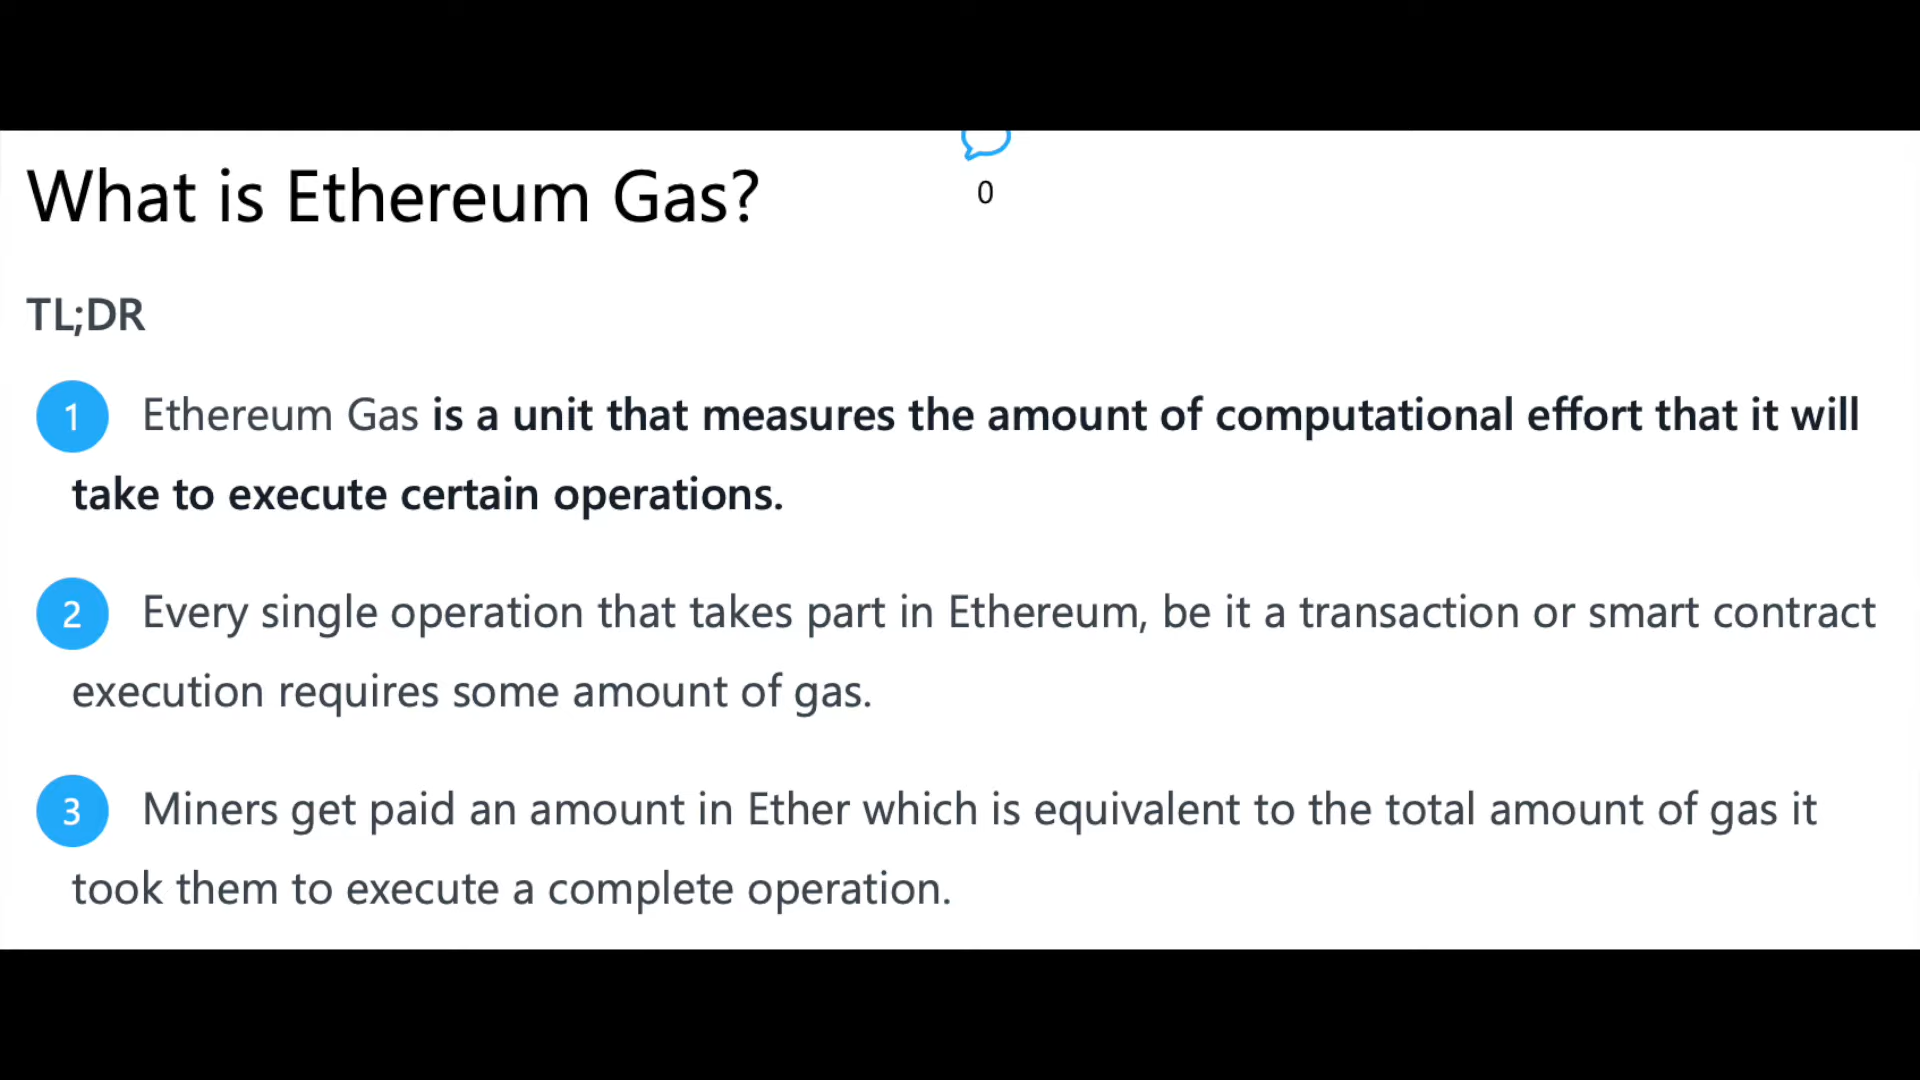 What is Ethereum Gas?
0
TL;DR
1 Ethereum Gas is a unit that measures the amount of computational effort that it will
take to execute certain operations.
2 Every single operation that takes part in Ethereum, be it a transaction or smart contract
execution requires some amount of gas.
3 Miners get paid an amount in Ether which is equivalent to the total amount of gas it
took them to execute a complete operation.